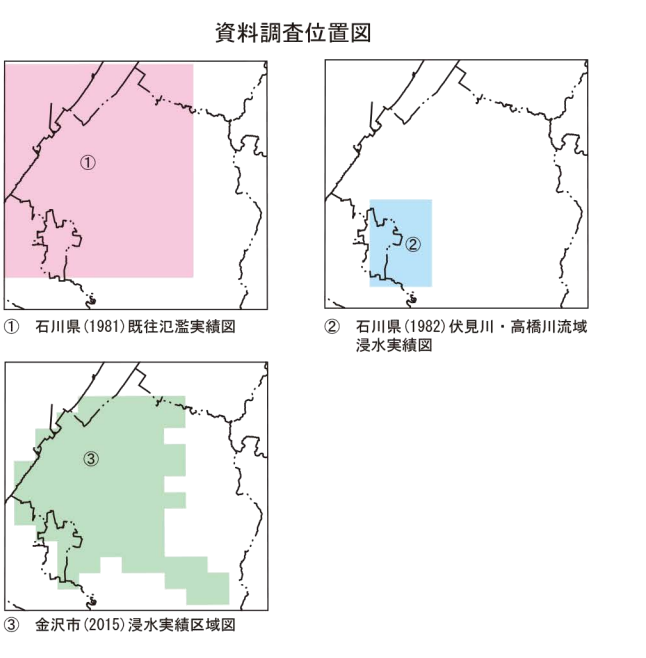 資料調査位置図
①
②
① 石川県(1981)既往氾濫実績図
② 石川県(1982)伏見川・高橋川流域
浸水実績図
③
③ 金沢市(2015)浸水実績区域図